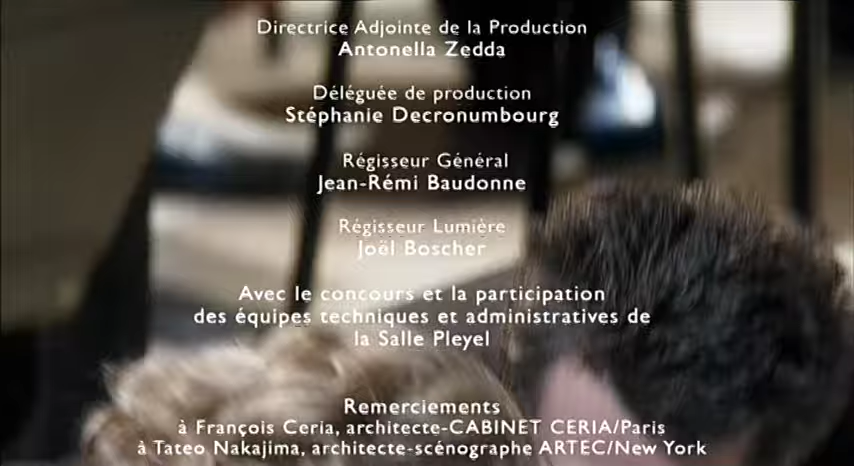 Directrice Adjointe de la Production
Antonella Zedda
Déléguée de production
Stéphanie Decronumbourg
Régisseur Général
Jean-Rémi Baudonne
Régisseur Lumière
Joël Boscher
Avec le concours et la participation
des équipes techniques et administratives de
la Salle Pleyel
Remerciements
à François Ceria, architecte-CABINET CERIA/Paris
à Tateo Nakajima, architecte-scénographe ARTEC/New York